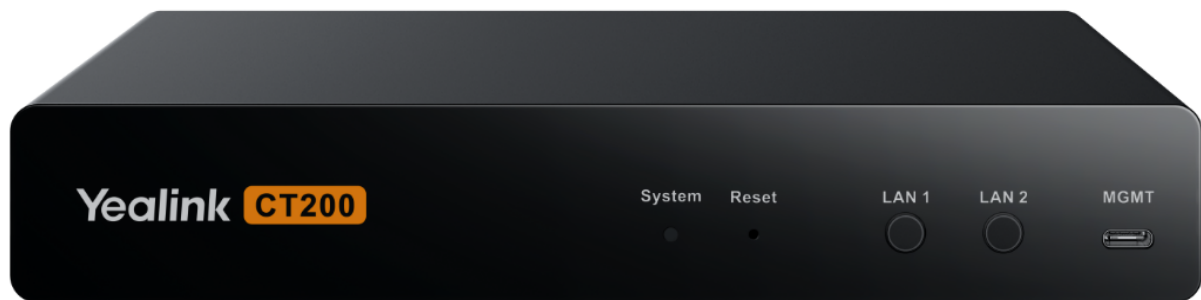 Yealink CT200
System
Reset
LAN 1
LAN 2
MGMT